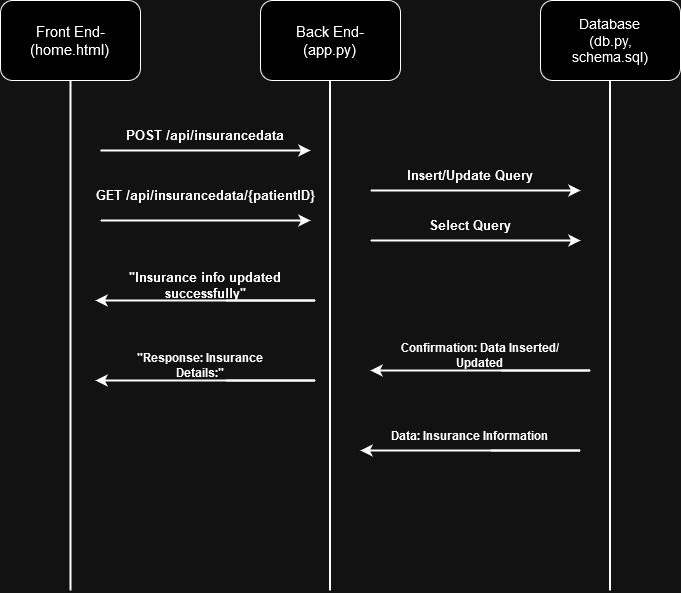 Front End-
(home.html)
Back End-
(app.py)
Database
(db.py,
schema.sql)
POST /api/insurancedata
Insert/Update Query
GET /api/insurancedata/{patientID}
Select Query
"Insurance info updated
successfully"
"Response: Insurance
Details:"
Confirmation: Data Inserted/
Updated
Data: Insurance Information